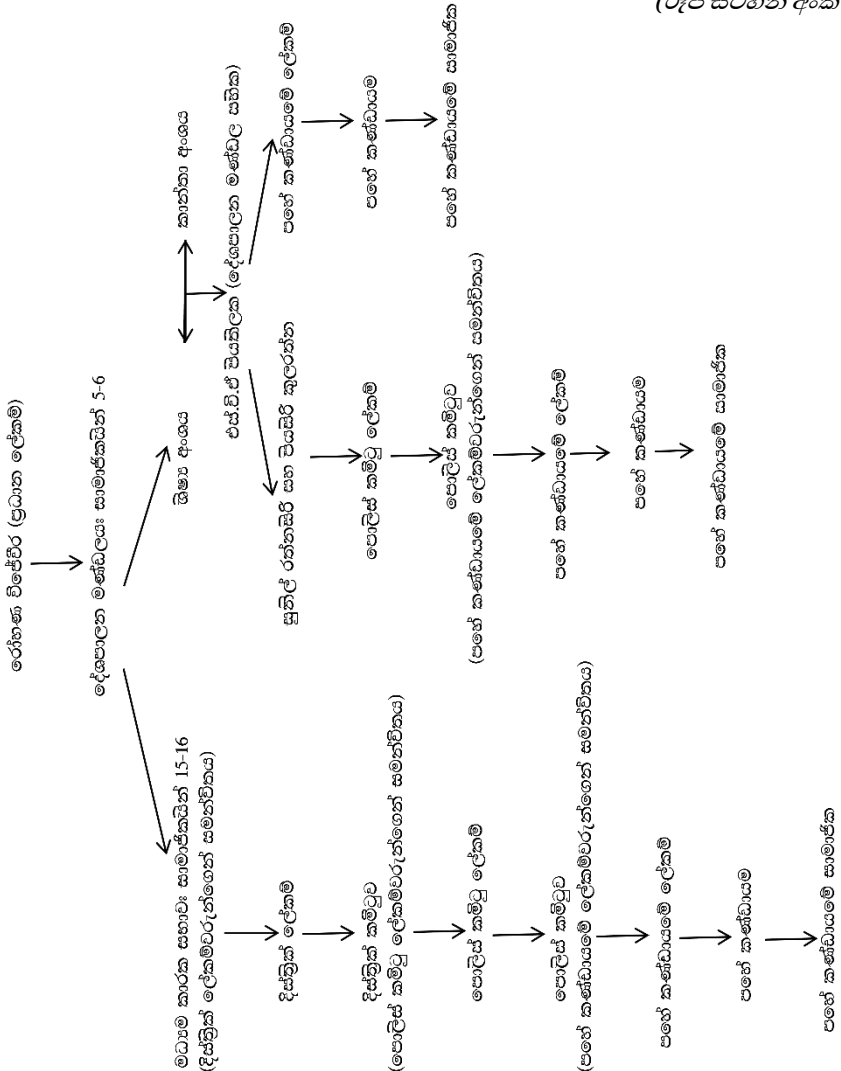 (රූප සටහන අංක
රෝහණ විජේවීර (ප්‍රධාන ලේකම්)
දේශපාලන මණ්ඩලයඃ සාමාජිකයින් 5-6
මධ්‍යම කාරක සභාවඃ සාමාජිකයින් 15-16
(දිස්ත්‍රික් ලේකම්වරුන්ගෙන් සමන්විතය)
දිස්ත්‍රික් ලේකම්
දිස්ත්‍රික් කමිටුව
(පොලිස් කමිටු ලේකම්වරුන්ගෙන් සමන්විතය)
පොලිස් කමිටු ලේකම්
පොලිස් කමිටුව
(පහේ කණ්ඩායමේ ලේකම්වරුන්ගෙන් සමන්විතය)
පහේ කණ්ඩායමේ ලේකම්
පහේ කණ්ඩායම
පහේ කණ්ඩායමේ සාමාජික
ශිෂ්‍ය අංශය
කාන්තා අංශය
එස්.වී.ඒ පියතිලක (දේශපාලන මණ්ඩල සභික)
සුනිල් රත්නසිරි සහ පියසිරි කුලරත්න
පොලිස් කමිටු ලේකම්
පොලිස් කමිටුව
(පහේ කණ්ඩායමේ ලේකම්වරුන්ගෙන් සමන්විතය)
පහේ කණ්ඩායමේ ලේකම්
පහේ කණ්ඩායම
පහේ කණ්ඩායමේ සාමාජික
පහේ කණ්ඩායමේ ලේකම්
පහේ කණ්ඩායම
පහේ කණ්ඩායමේ සාමාජික